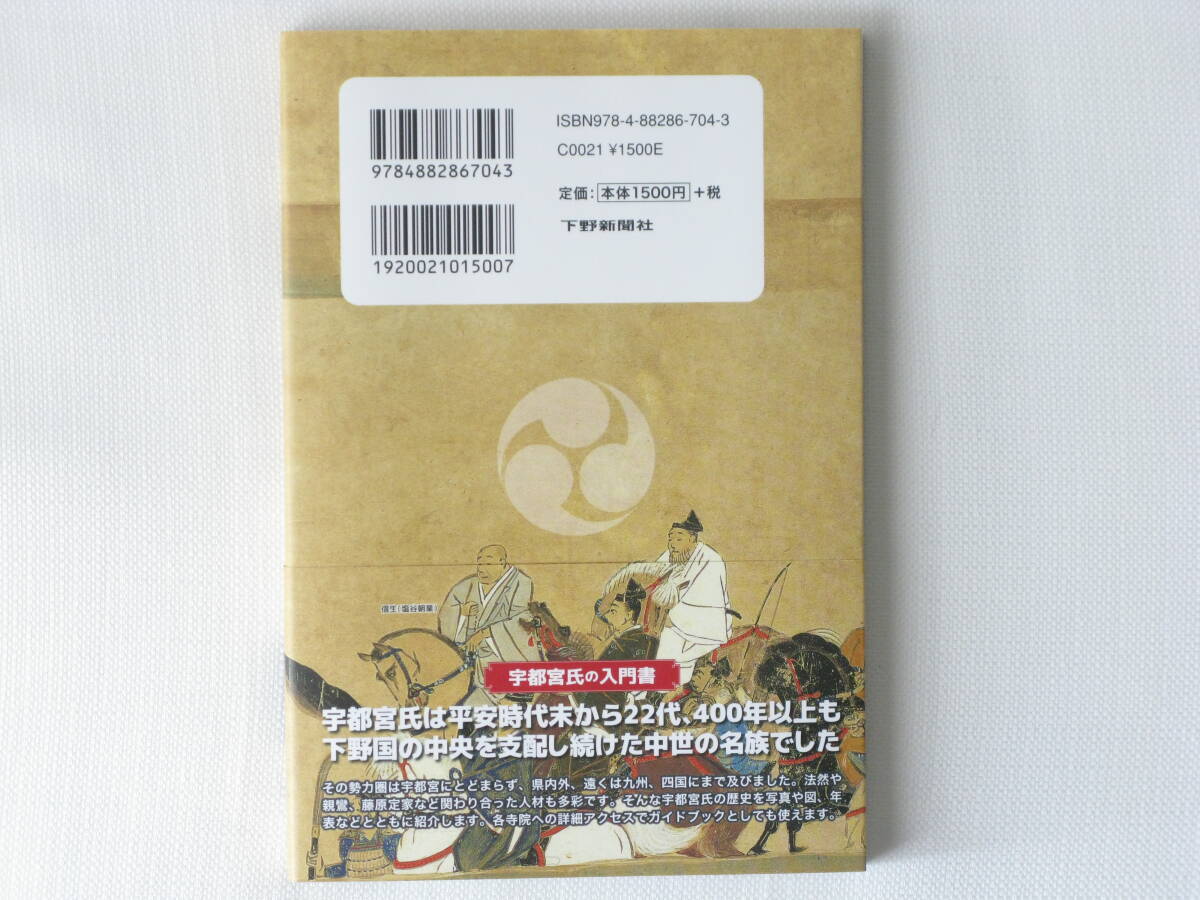 ISBN978-4-88286-704-3
C0021 ¥1500E
9784882867043
定価：本体1500円＋税
下野新聞社
1920021015007
信生（塩谷朝業）
宇都宮氏の入門書
宇都宮氏は平安時代末から22代、400年以上も
下野国の中央を支配し続けた中世の名族でした
その勢力圏は宇都宮にとどまらず、県内外、遠くは九州、四国にまで及びました。法然や
親鸞、藤原定家など関わり合った人材も多彩です。そんな宇都宮氏の歴史を写真や図、年
表などとともに紹介します。各寺院への詳細アクセスでガイドブックとしても使えます。